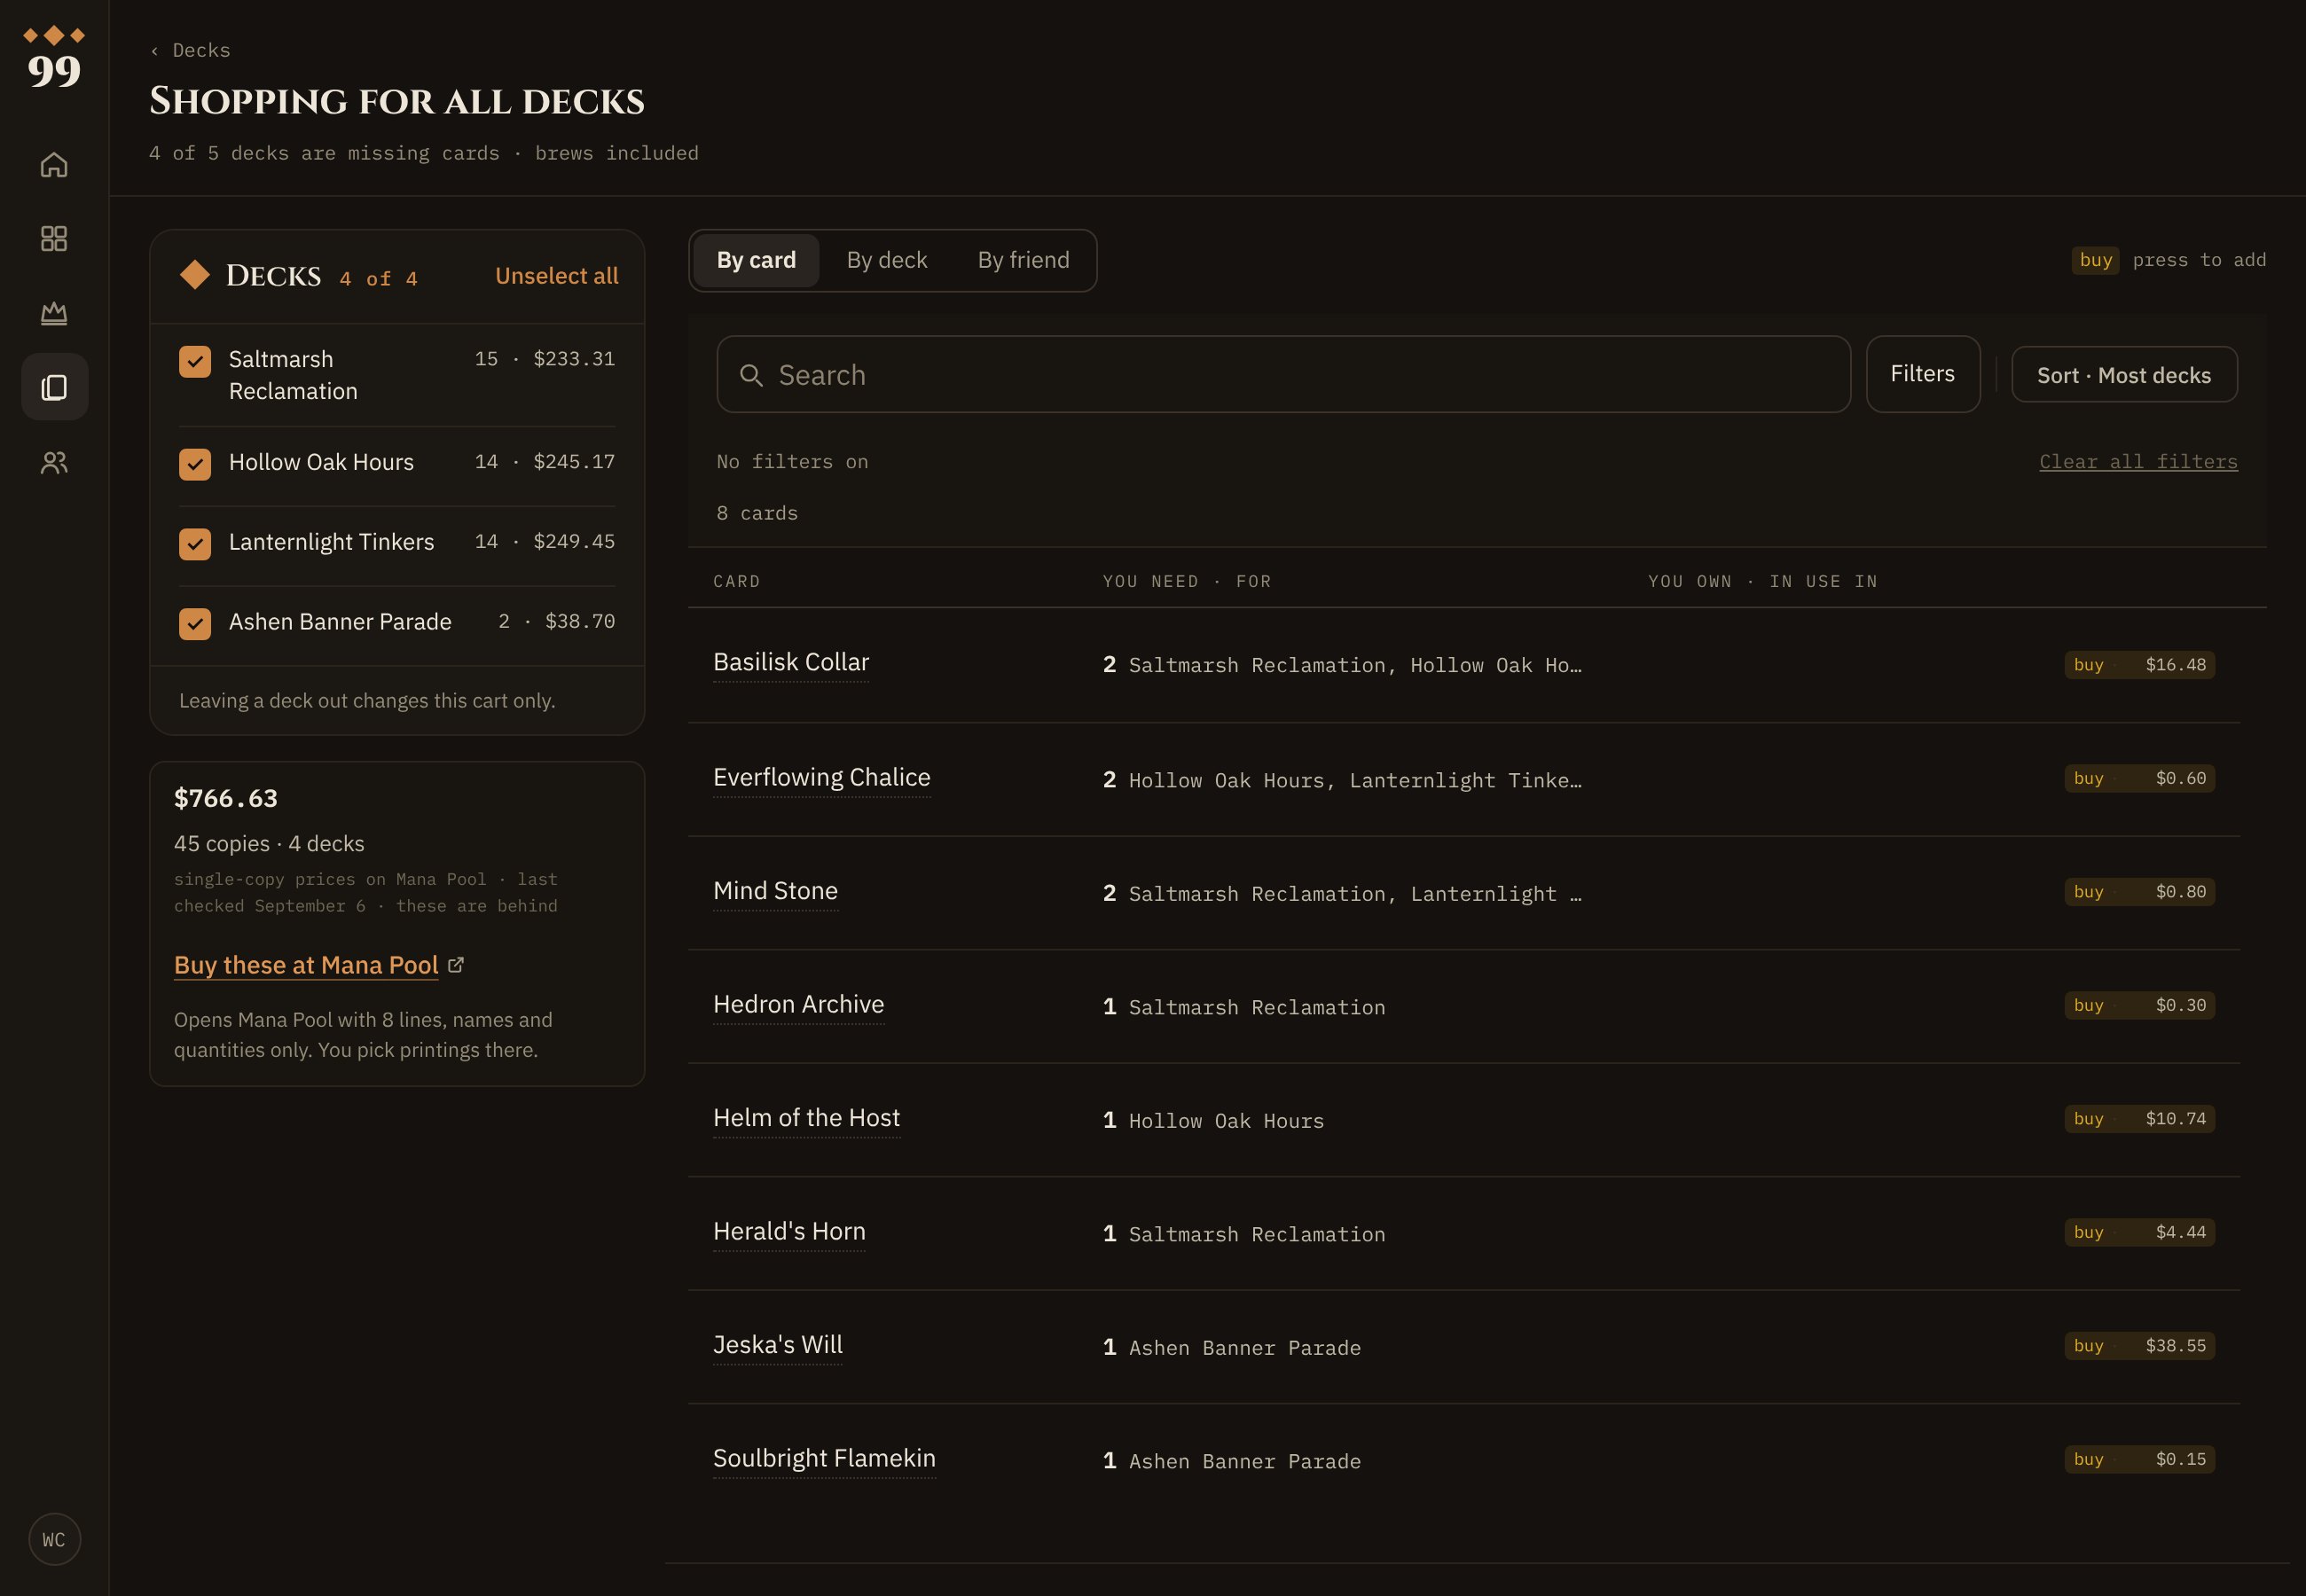 99
‹ Decks
Shopping for all decks
4 of 5 decks are missing cards · brews included
Decks 4 of 4 Unselect all
Saltmarsh Reclamation 15 · $233.31
Hollow Oak Hours 14 · $245.17
Lanternlight Tinkers 14 · $249.45
Ashen Banner Parade 2 · $38.70
Leaving a deck out changes this cart only.
$766.63
45 copies · 4 decks
single-copy prices on Mana Pool · last
checked September 6 · these are behind
Buy these at Mana Pool
Opens Mana Pool with 8 lines, names and
quantities only. You pick printings there.
WC
By card By deck By friend buy press to add
Search Filters Sort · Most decks
No filters on Clear all filters
8 cards
CARD YOU NEED · FOR YOU OWN · IN USE IN
Basilisk Collar 2 Saltmarsh Reclamation, Hollow Oak Ho… buy · $16.48
Everflowing Chalice 2 Hollow Oak Hours, Lanternlight Tinke… buy · $0.60
Mind Stone 2 Saltmarsh Reclamation, Lanternlight … buy · $0.80
Hedron Archive 1 Saltmarsh Reclamation buy · $0.30
Helm of the Host 1 Hollow Oak Hours buy · $10.74
Herald's Horn 1 Saltmarsh Reclamation buy · $4.44
Jeska's Will 1 Ashen Banner Parade buy · $38.55
Soulbright Flamekin 1 Ashen Banner Parade buy · $0.15